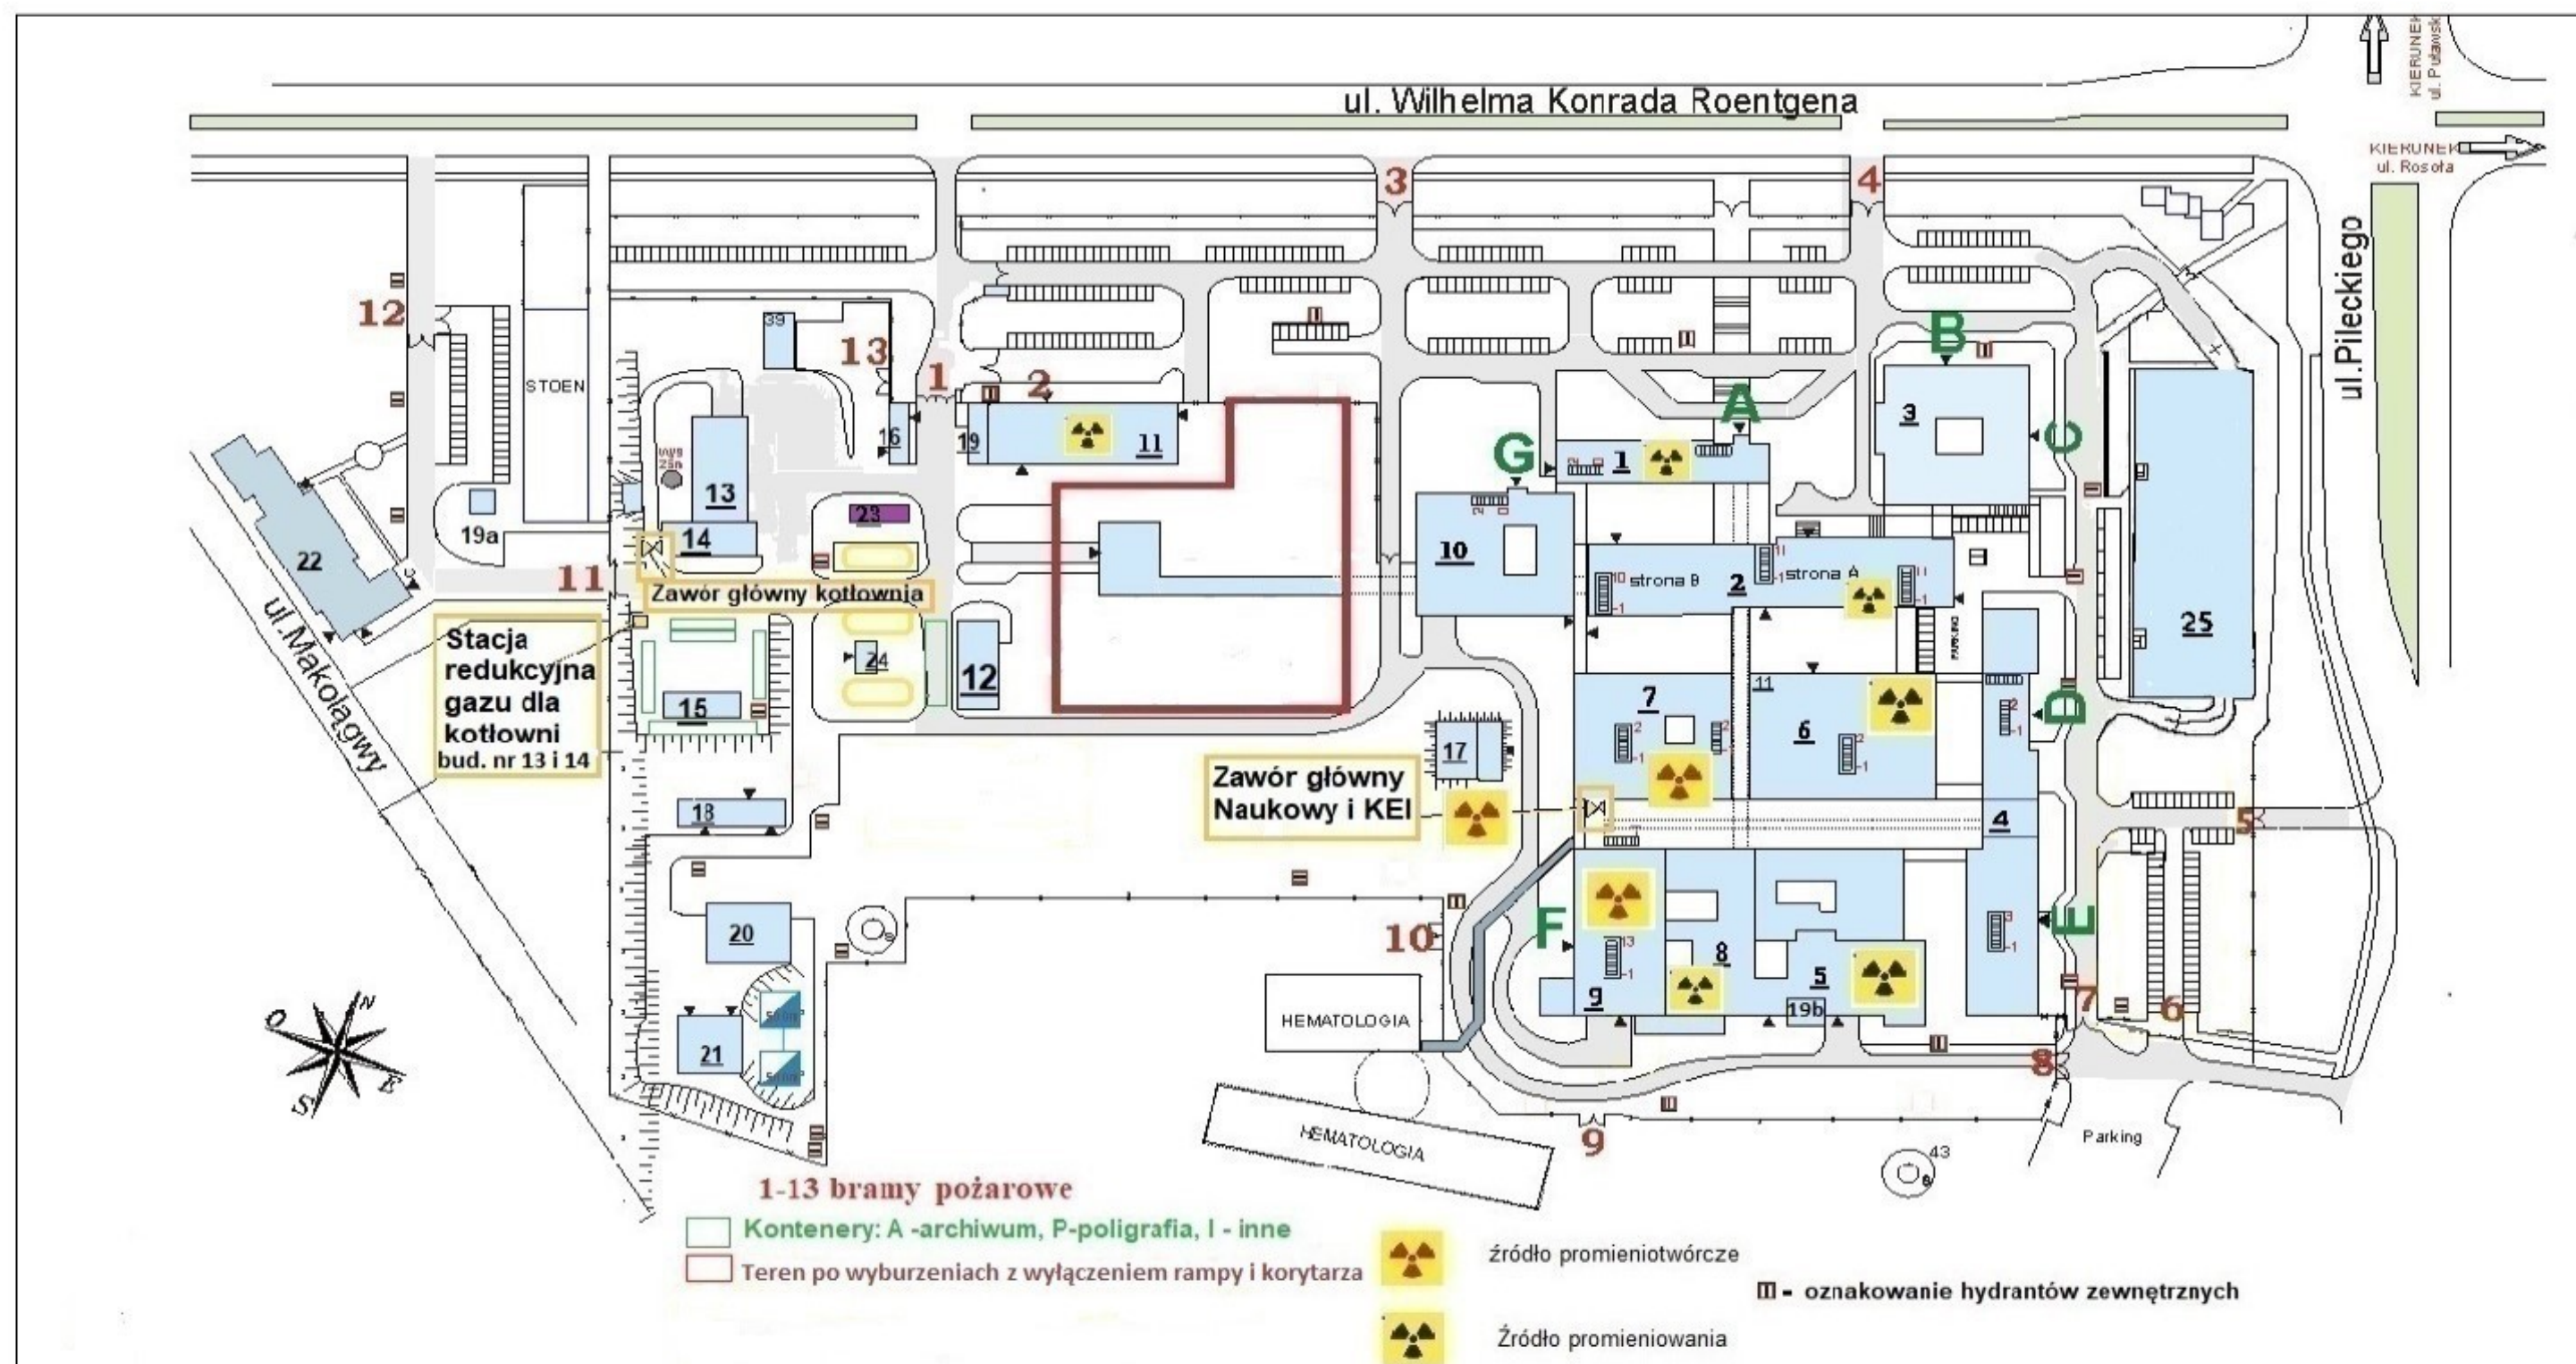 ul. Wilhelma Konrada Roentgena
KIERUNEK
ul. Puławsk
KIERUNEK
ul. Rosoła
ul.Pileckiego
3
4
12
STOEN
39
13
1
2
B
3
C
A
G
16
19
11
1
22
19a
13
14
23
10
strona B
2
strona A
25
11
Zawór główny kotłownia
Stacja
redukcyjna
gazu dla
kotłowni
bud. nr 13 i 14
ul.Makolągwy
15
24
12
17
7
11
6
PARKING
D
4
5
18
Zawór główny
Naukowy i KEI
20
10
F
9
8
5
19b
E
7
6
21
HEMATOLOGIA
HEMATOLOGIA
8
9
43
Parking
N
O
E
S
1-13 bramy pożarowe
Kontenery: A -archiwum, P-poligrafia, I - inne
Teren po wyburzeniach z wyłączeniem rampy i korytarza
źródło promieniotwórcze
- oznakowanie hydrantów zewnętrznych
Źródło promieniowania